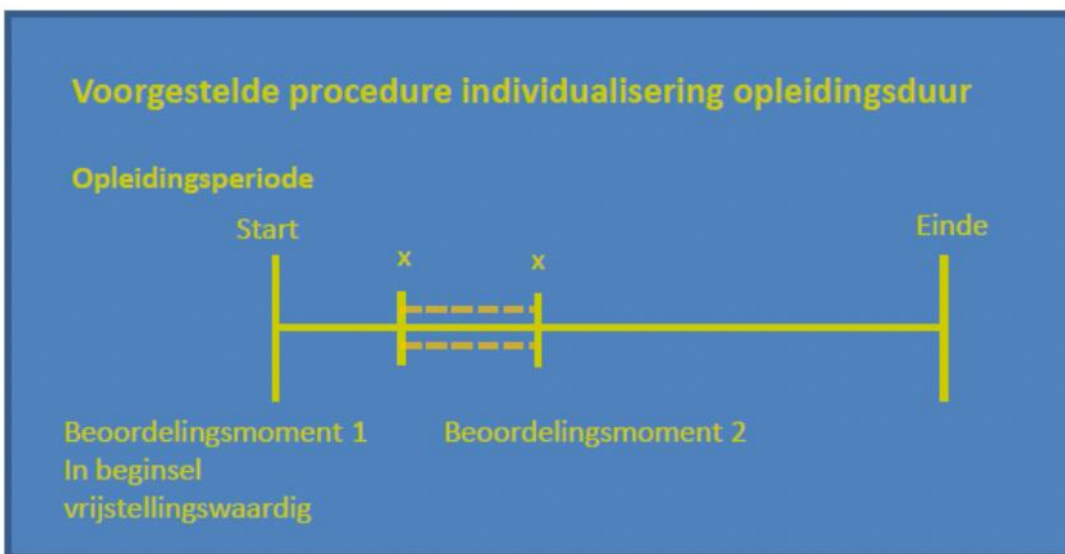 Voorgestelde procedure individualisering opleidingsduur
Opleidingsperiode
Start
Einde
x
x
Beoordelingsmoment 1
Beoordelingsmoment 2
In beginsel
vrijstellingswaardig